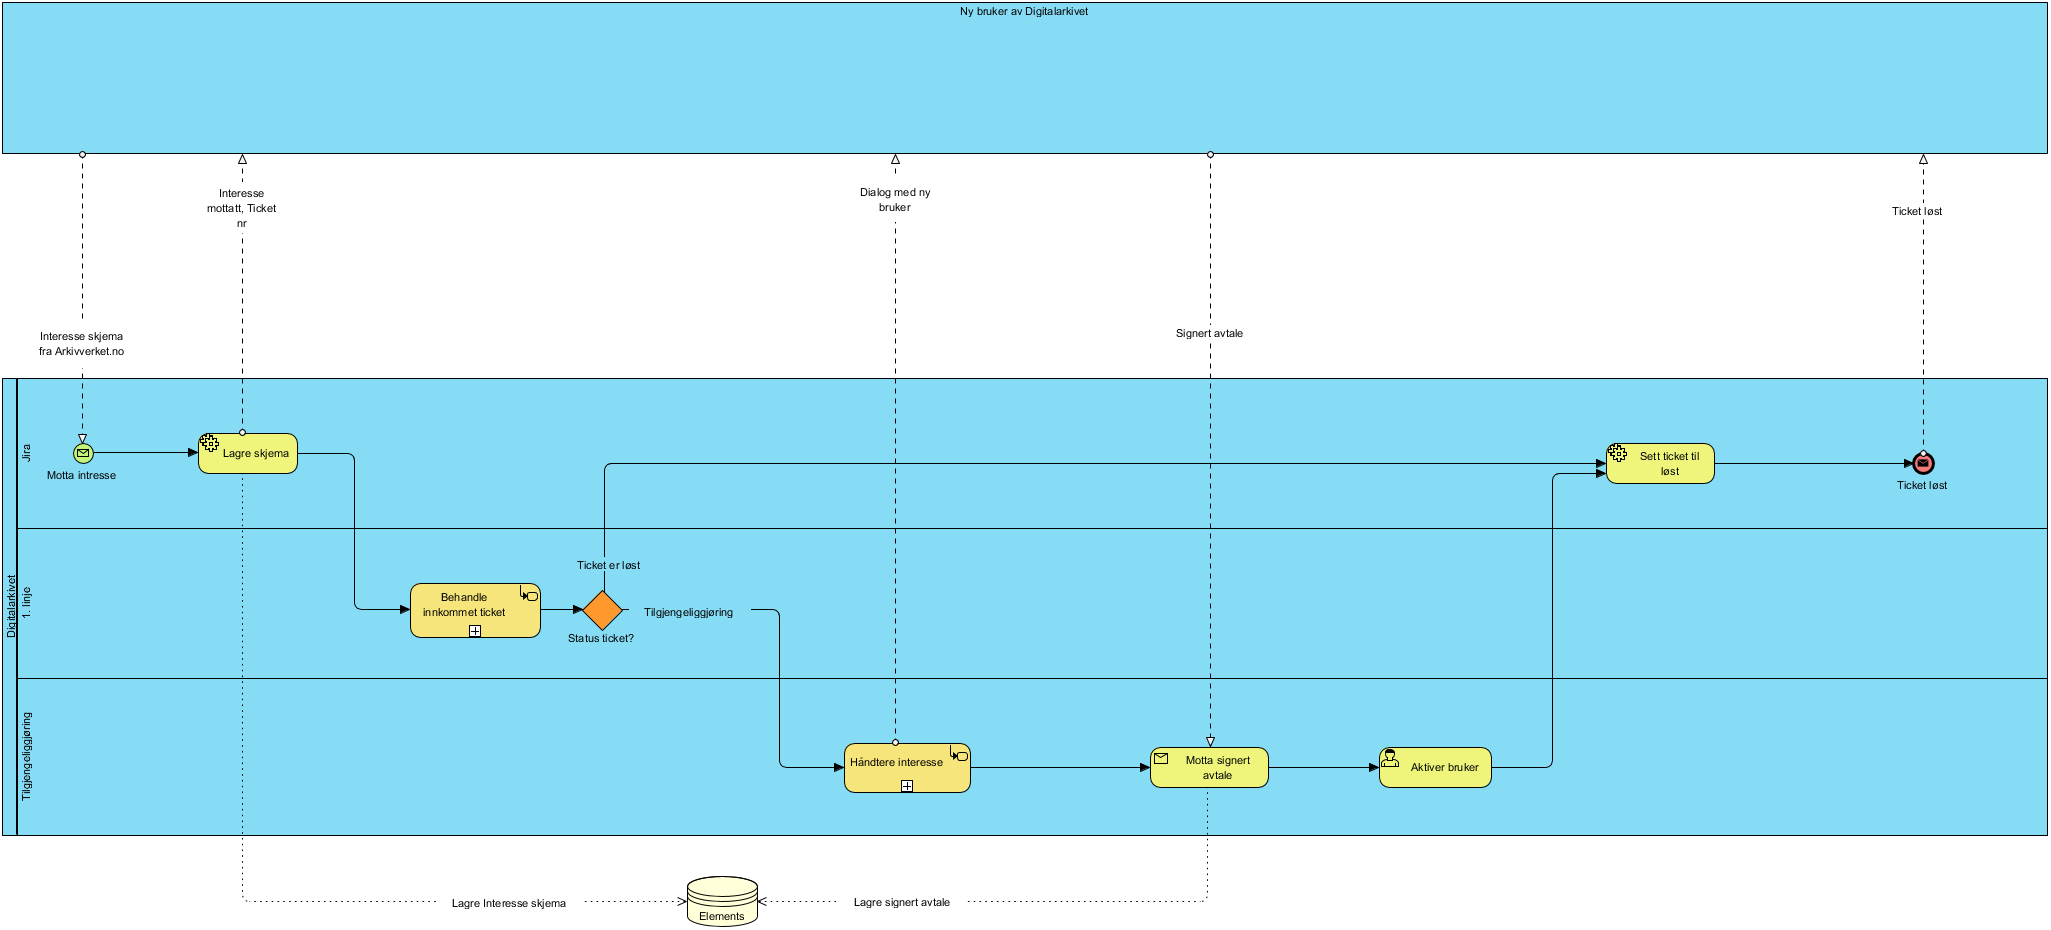 Ny bruker av Digitalarkivet
Interesse
mottatt, Ticket
nr
Dialog med ny
bruker
Ticket løst
Interesse skjema
fra Arkivverket.no
Signert avtale
Digitalarkivet
Jira
Motta intresse
Lagre skjema
Sett ticket til
løst
Ticket løst
1. linje
Behandle
innkommet ticket
Ticket er løst
Status ticket?
Tilgjengeliggjøring
Tilgjengeliggjøring
Håndtere interesse
Motta signert
avtale
Aktiver bruker
Lagre Interesse skjema
Elements
Lagre signert avtale